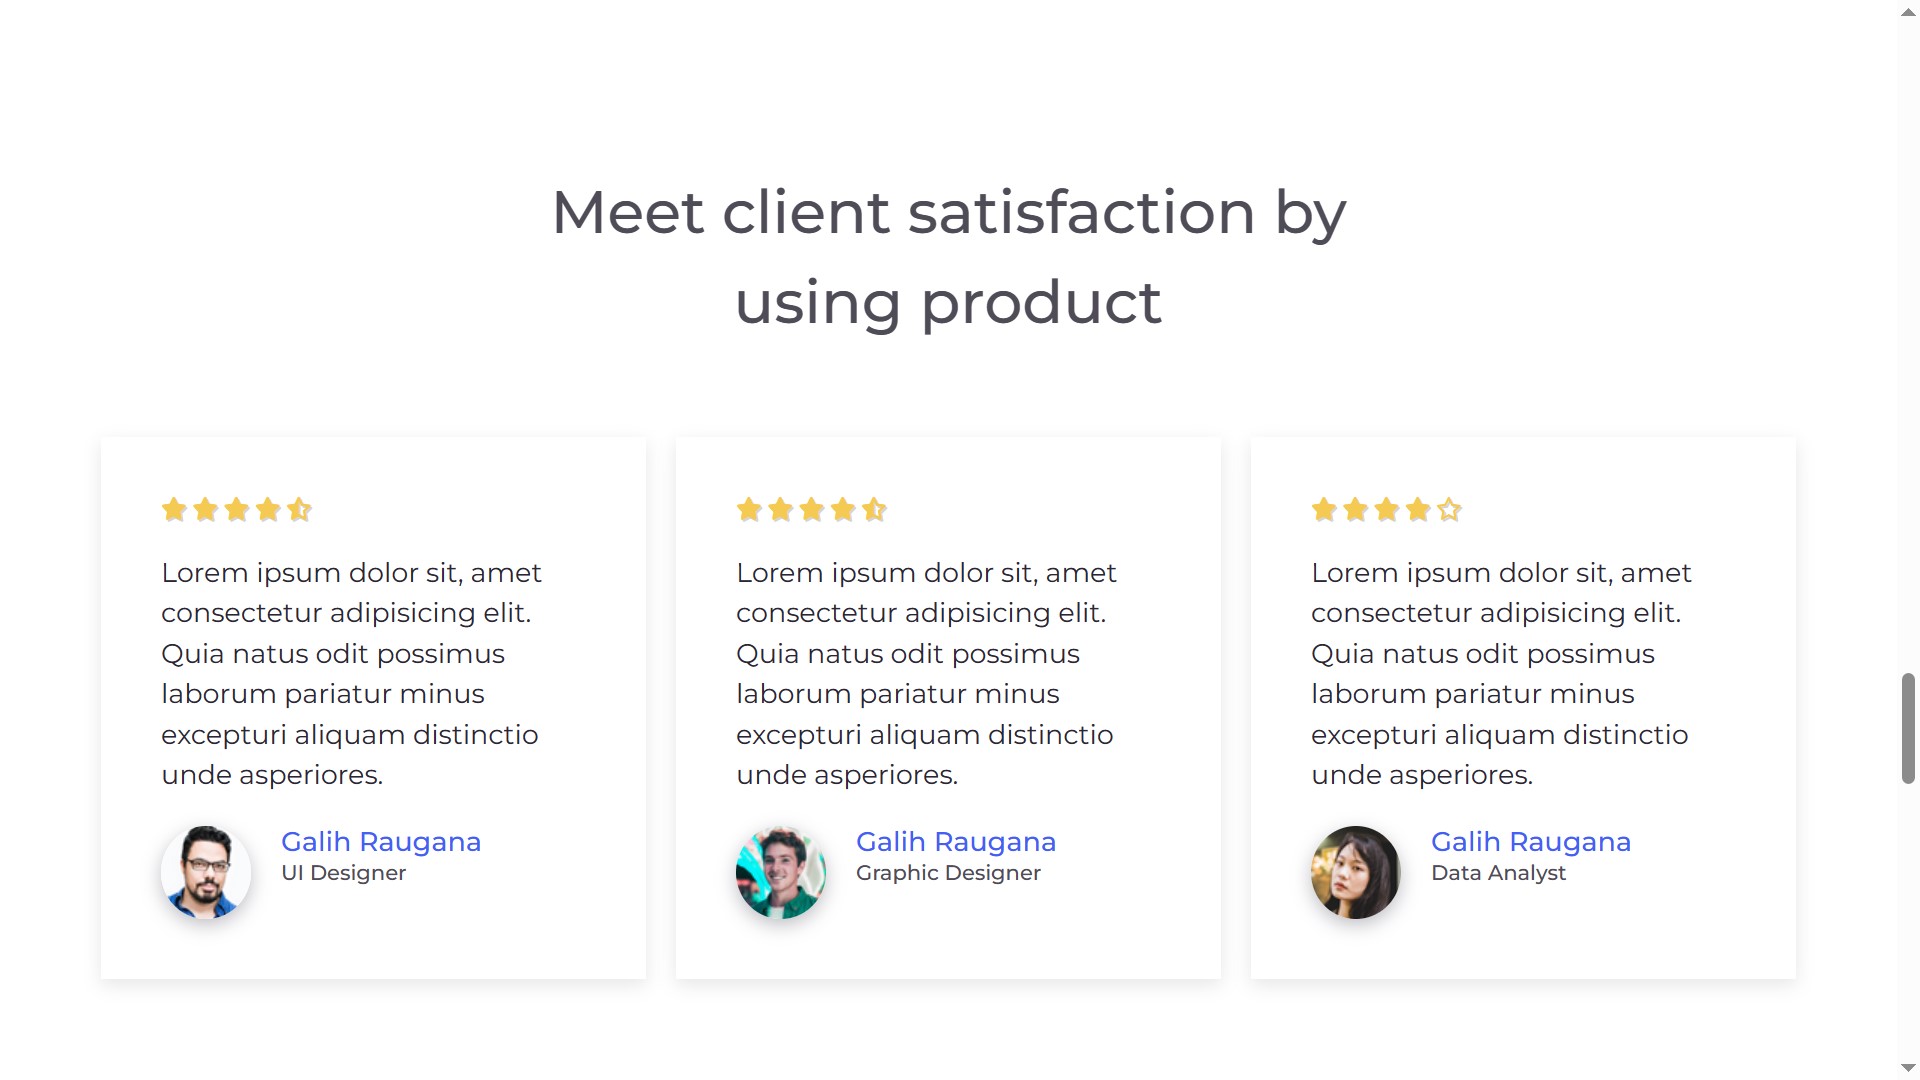 Meet client satisfaction by
using product
Lorem ipsum dolor sit, amet
consectetur adipisicing elit.
Quia natus odit possimus
laborum pariatur minus
excepturi aliquam distinctio
unde asperiores.
Galih Raugana
UI Designer
Lorem ipsum dolor sit, amet
consectetur adipisicing elit.
Quia natus odit possimus
laborum pariatur minus
excepturi aliquam distinctio
unde asperiores.
Galih Raugana
Graphic Designer
Lorem ipsum dolor sit, amet
consectetur adipisicing elit.
Quia natus odit possimus
laborum pariatur minus
excepturi aliquam distinctio
unde asperiores.
Galih Raugana
Data Analyst